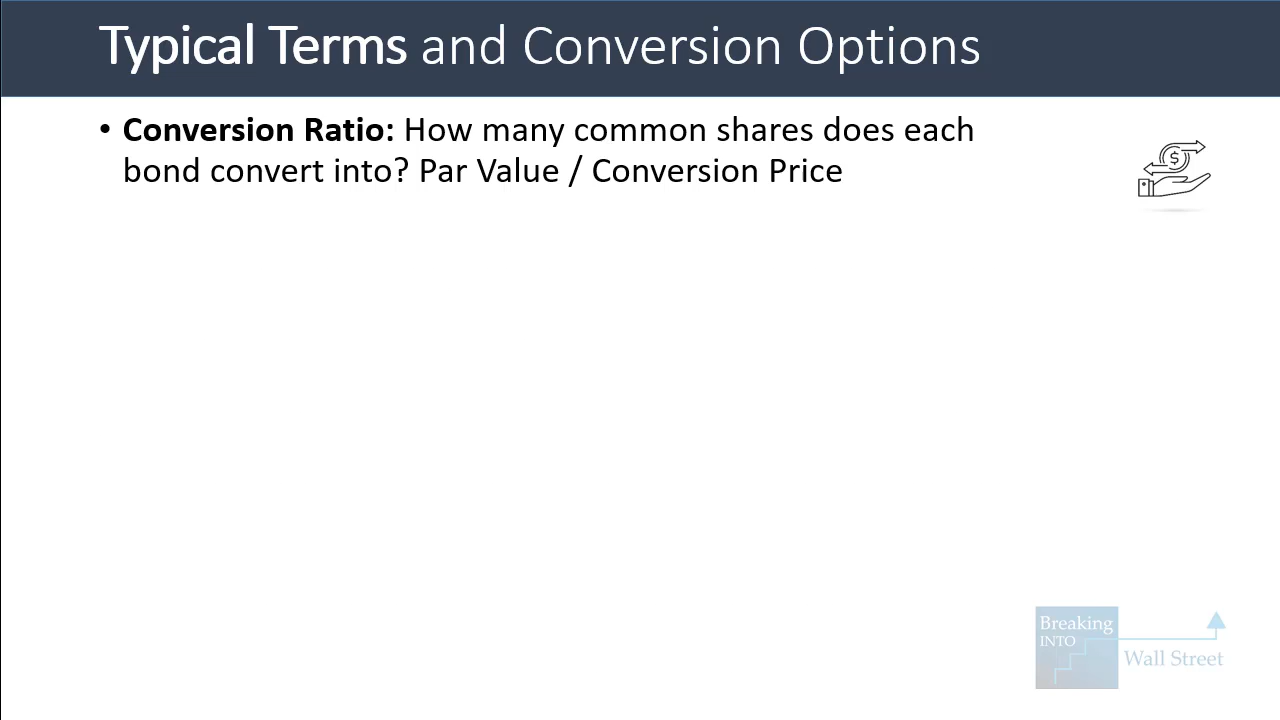 Typical Terms and Conversion Options
• Conversion Ratio: How many common shares does each
bond convert into? Par Value / Conversion Price
$
Breaking
INTO
Wall Street